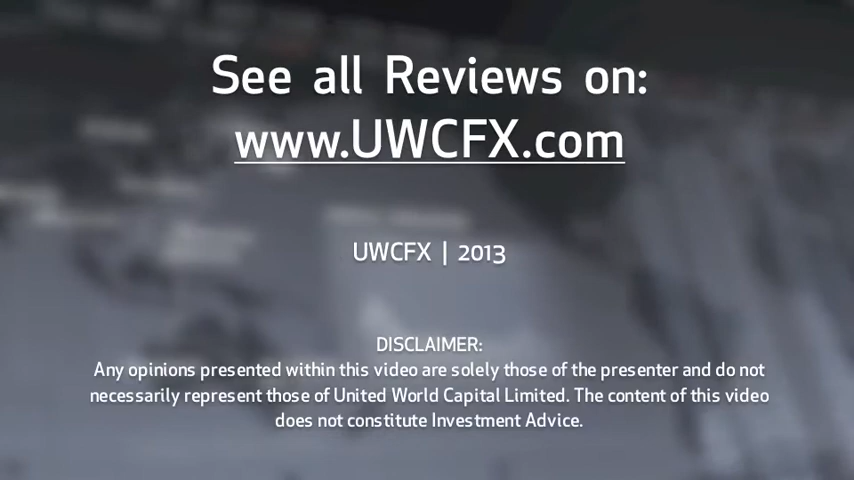 See all Reviews on:
www.UWCFX.com
UWCFX | 2013
DISCLAIMER:
Any opinions presented within this video are solely those of the presenter and do not
necessarily represent those of United World Capital Limited. The content of this video
does not constitute Investment Advice.